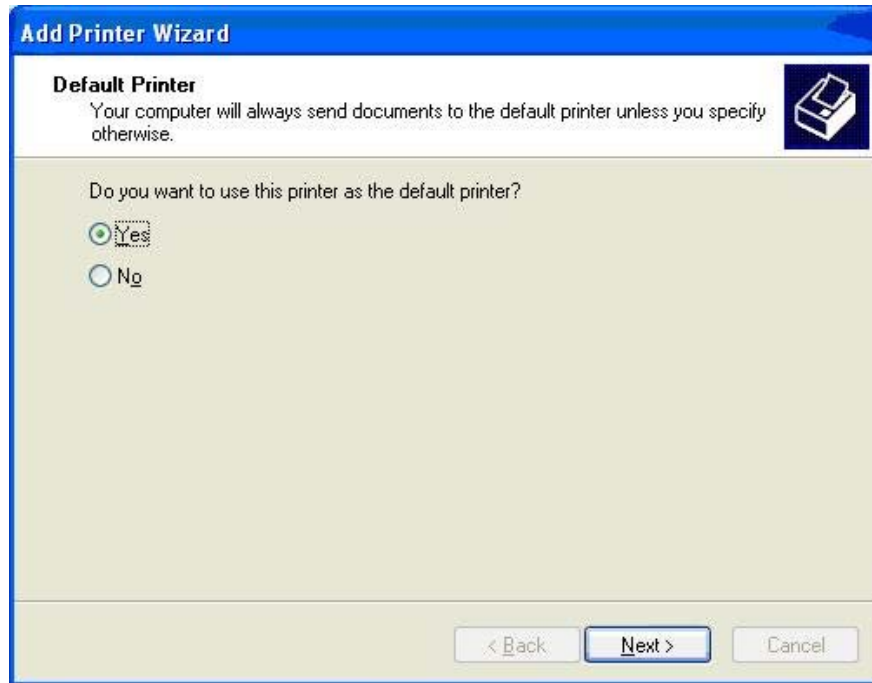 Add Printer Wizard
Default Printer
Your computer will always send documents to the default printer unless you specify
otherwise.
Do you want to use this printer as the default printer?
Yes
No
< Back Next > Cancel